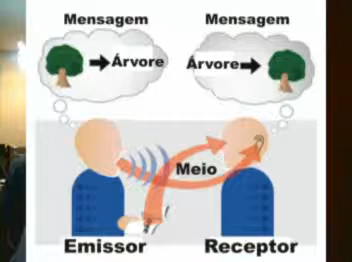 Mensagem
Mensagem
Árvore
Árvore
Meio
Emissor
Receptor